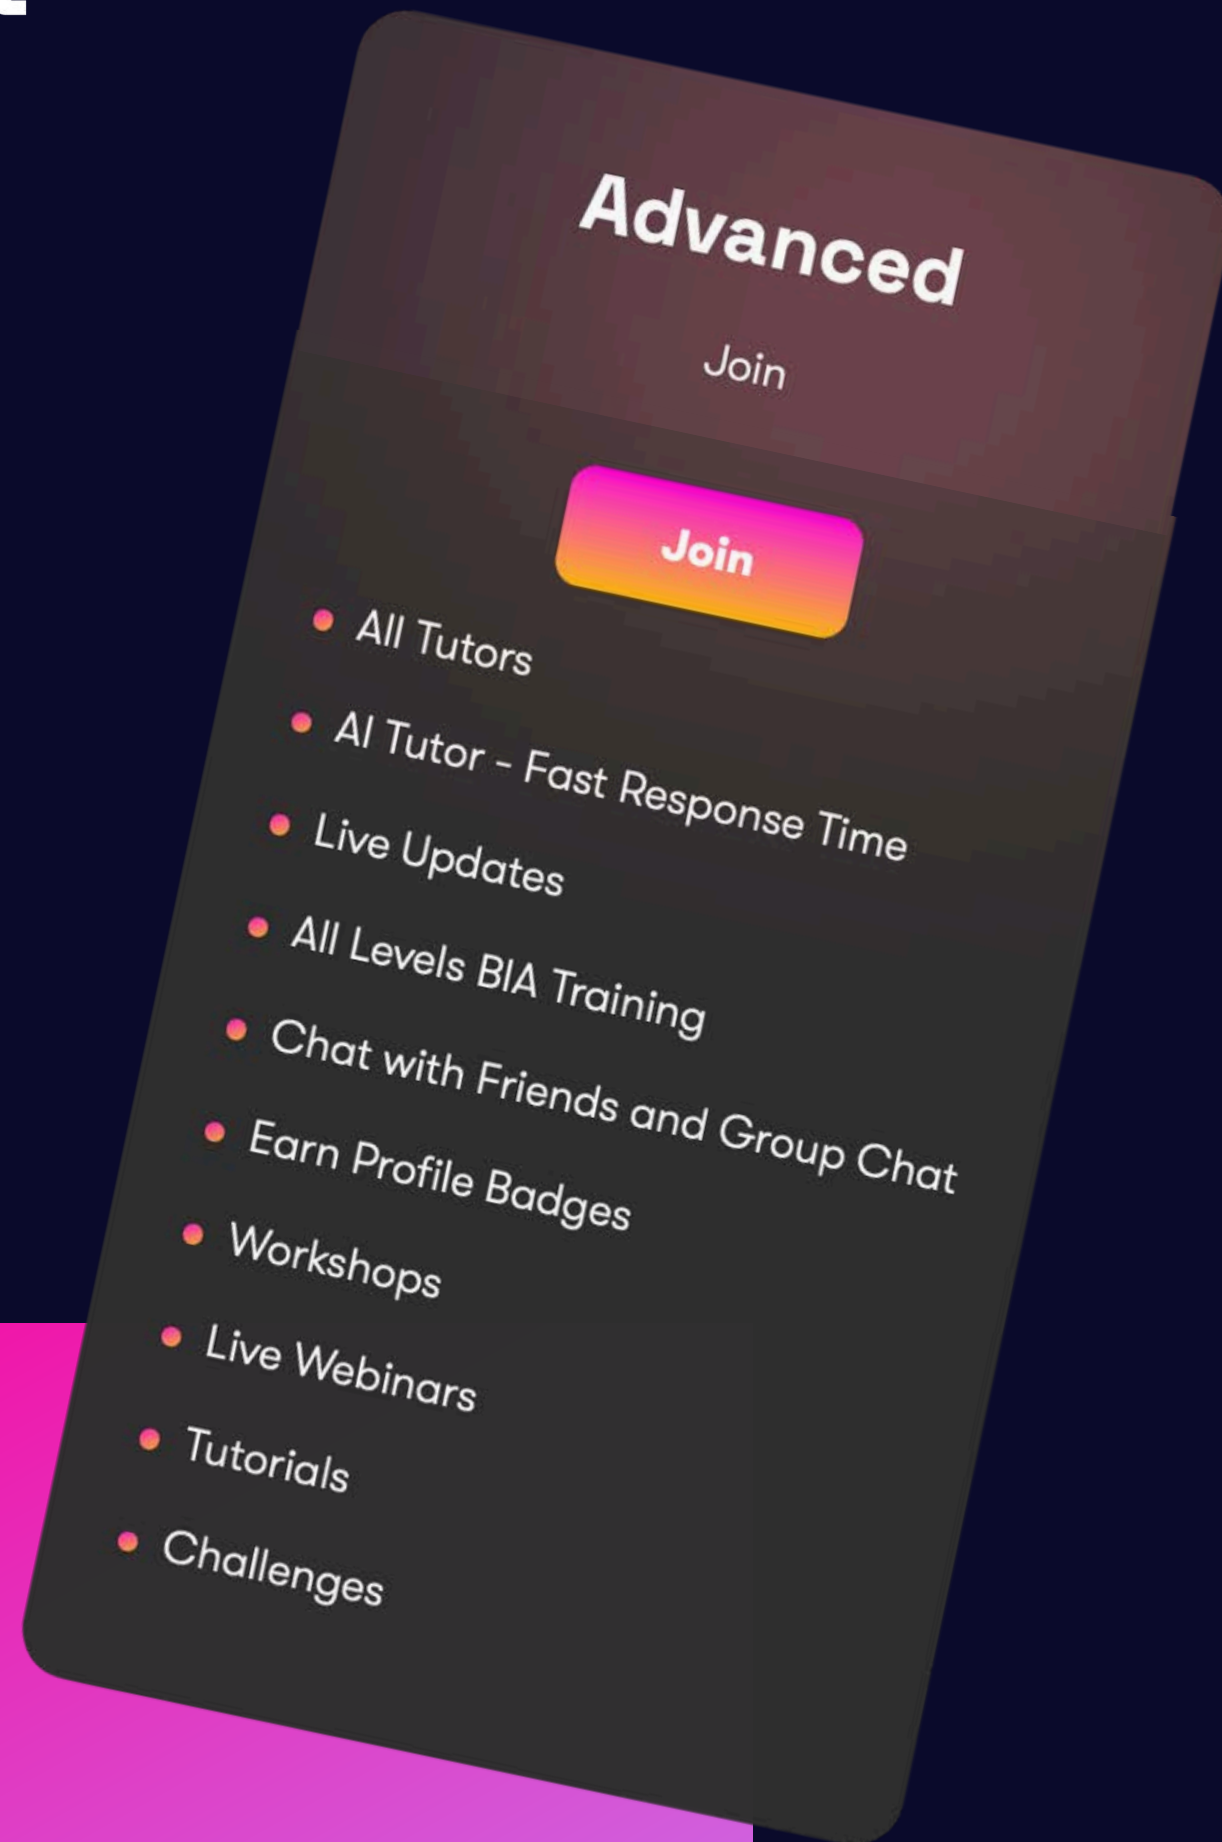 Advanced
Join
Join
All Tutors
AI Tutor - Fast Response Time
Live Updates
All Levels BIA Training
Chat with Friends and Group Chat
Earn Profile Badges
Workshops
Live Webinars
Tutorials
Challenges